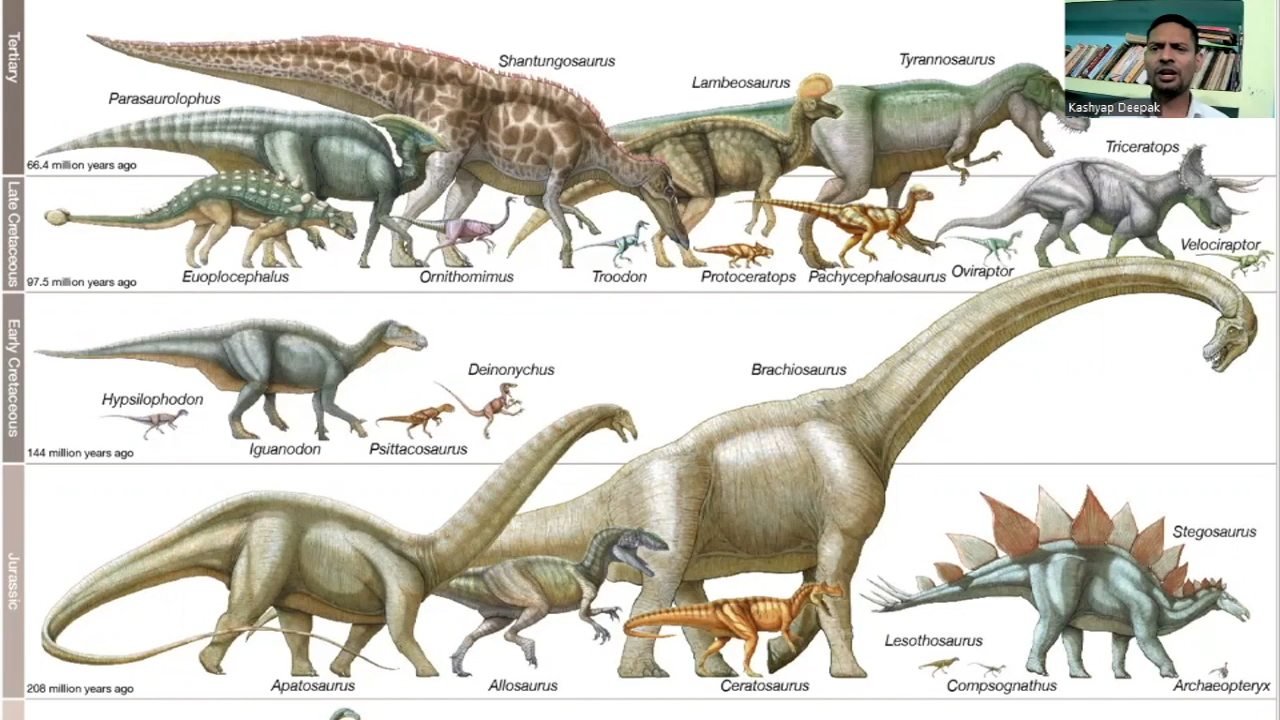 Tertiary
Shantungosaurus
Tyrannosaurus
Lambeosaurus
Parasaurolophus
Kashyap Deepak
Triceratops
66.4 million years ago
Late Cretaceous
Velociraptor
Euoplocephalus
Ornithomimus
Troodon
Protoceratops
Pachycephalosaurus
Oviraptor
97.5 million years ago
Early Cretaceous
Deinonychus
Brachiosaurus
Hypsilophodon
Iguanodon
Psittacosaurus
144 million years ago
Jurassic
Stegosaurus
Lesothosaurus
Apatosaurus
Allosaurus
Ceratosaurus
Compsognathus
Archaeopteryx
208 million years ago